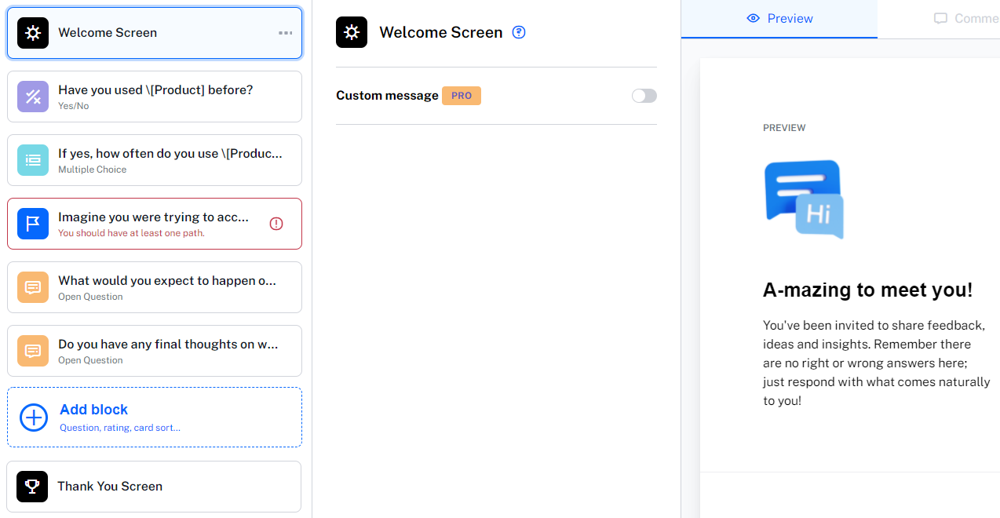 Welcome Screen
Have you used \[Product] before?
Yes/No
If yes, how often do you use \[Produc...
Multiple Choice
Imagine you were trying to acc...
You should have at least one path.
What would you expect to happen o...
Open Question
Do you have any final thoughts on w...
Open Question
Add block
Question, rating, card sort...
Thank You Screen
Welcome Screen
Custom message PRO
Preview
Comme
PREVIEW
Hi
A-mazing to meet you!
You've been invited to share feedback,
ideas and insights. Remember there
are no right or wrong answers here;
just respond with what comes naturally
to you!